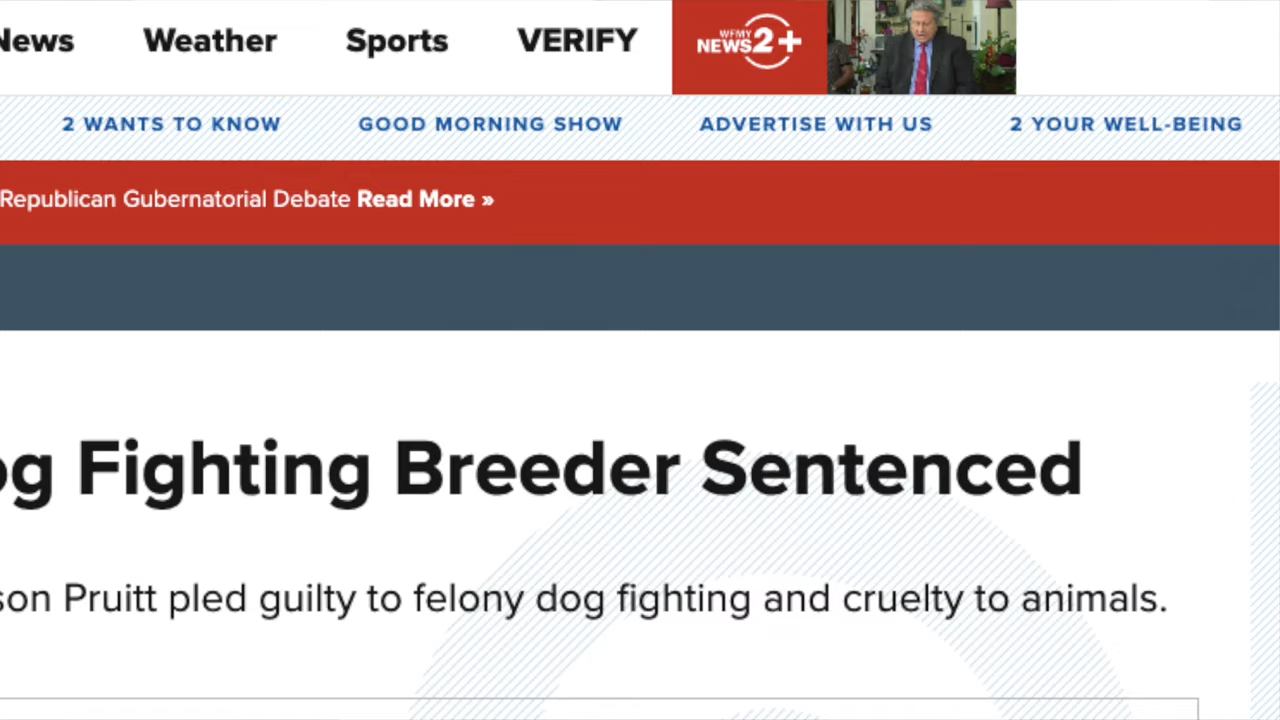 News Weather Sports VERIFY WFMY NEWS 2+
2 WANTS TO KNOW GOOD MORNING SHOW ADVERTISE WITH US 2 YOUR WELL-BEING
Republican Gubernatorial Debate Read More »
og Fighting Breeder Sentenced
son Pruitt pled guilty to felony dog fighting and cruelty to animals.